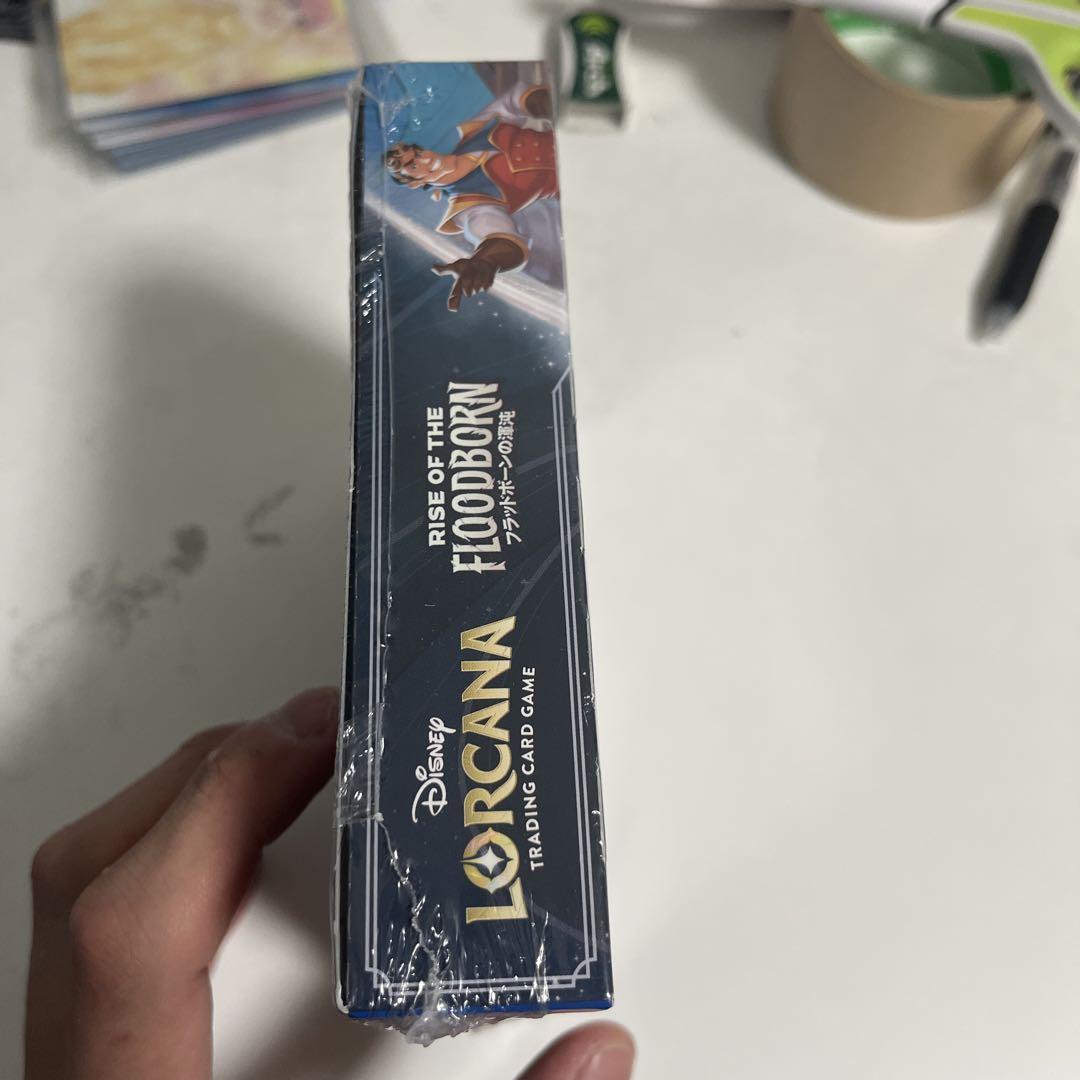 DISNEY
LORCANA
TRADING CARD GAME
RISE OF THE
FLOODBORN
フラッドボーンの渾沌